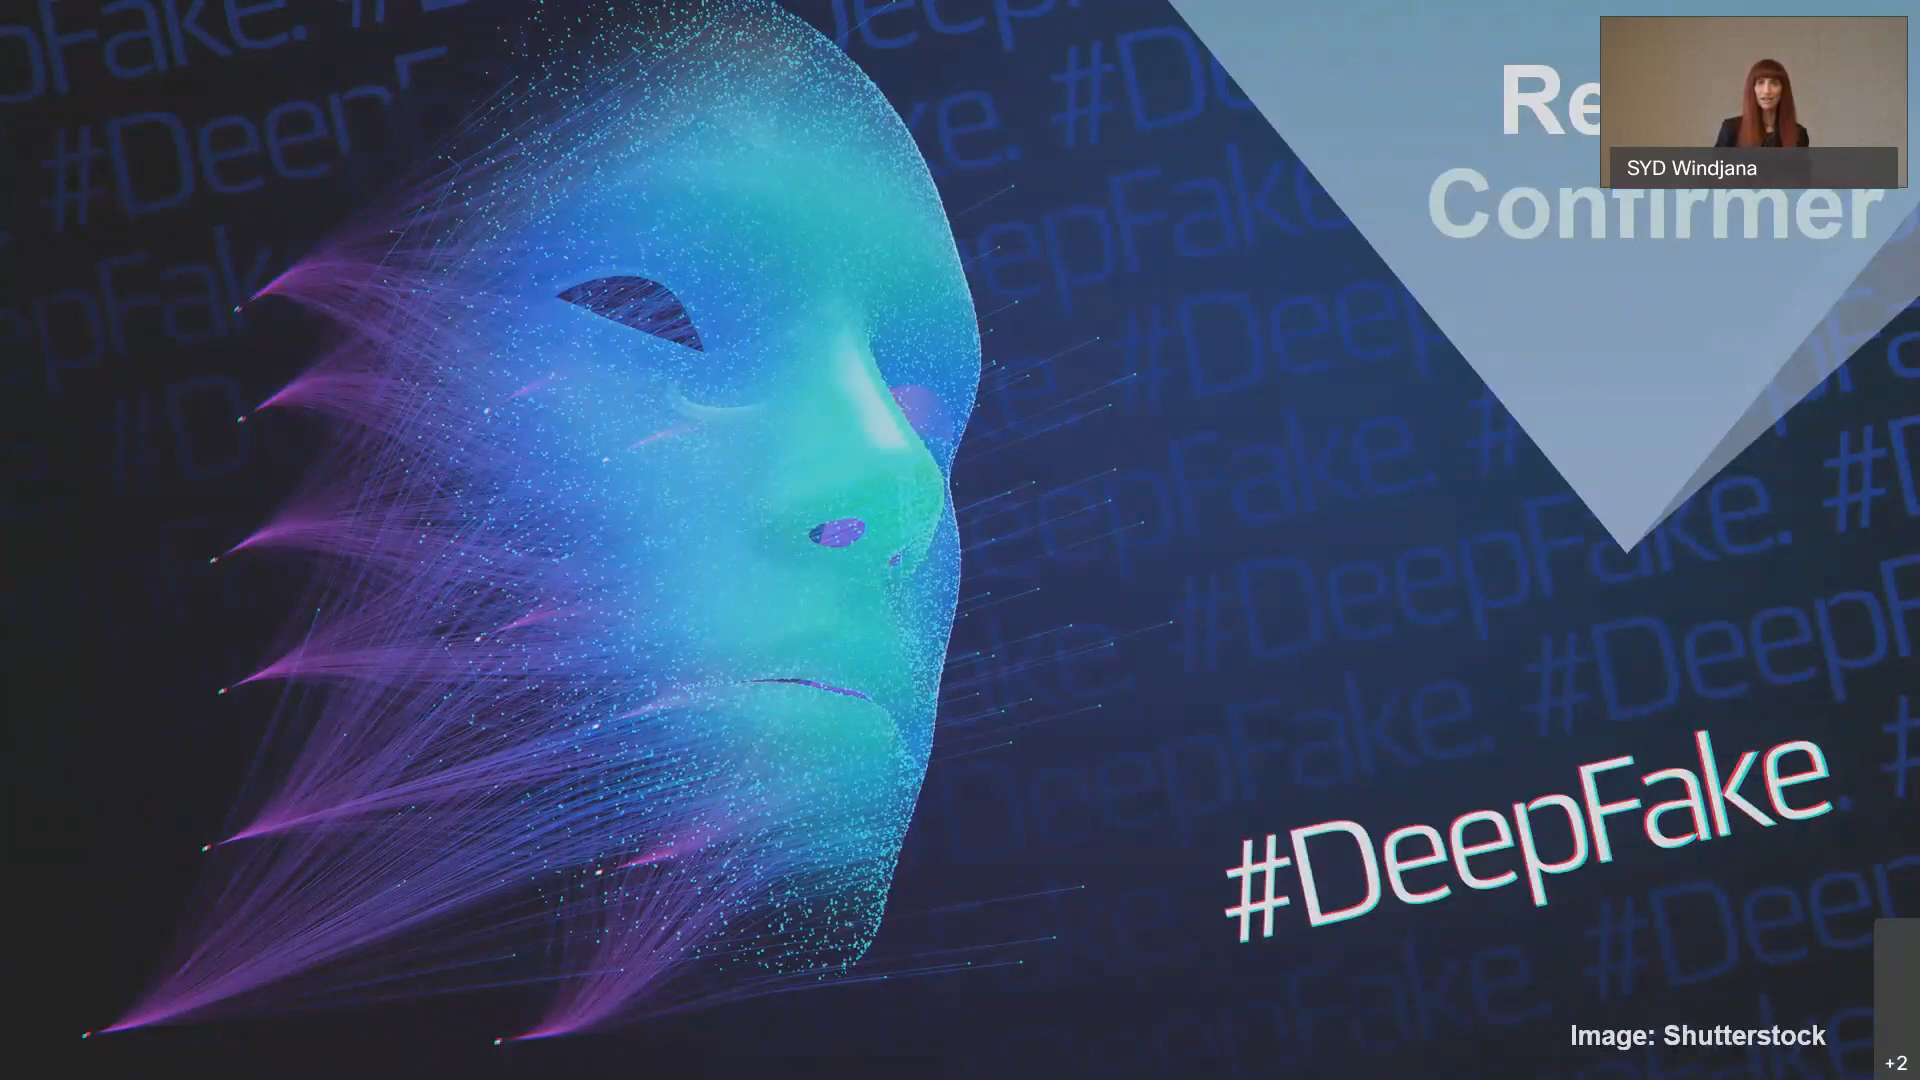 Re
SYD Windjana
Confirmer
#DeepFake.
Image: Shutterstock
+2